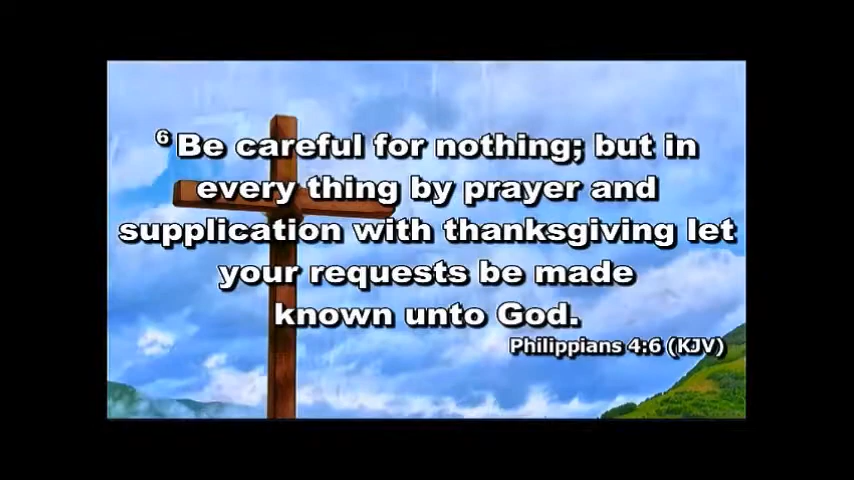 ⁶ Be careful for nothing; but in
every thing by prayer and
supplication with thanksgiving let
your requests be made
known unto God.
Philippians 4:6 (KJV)